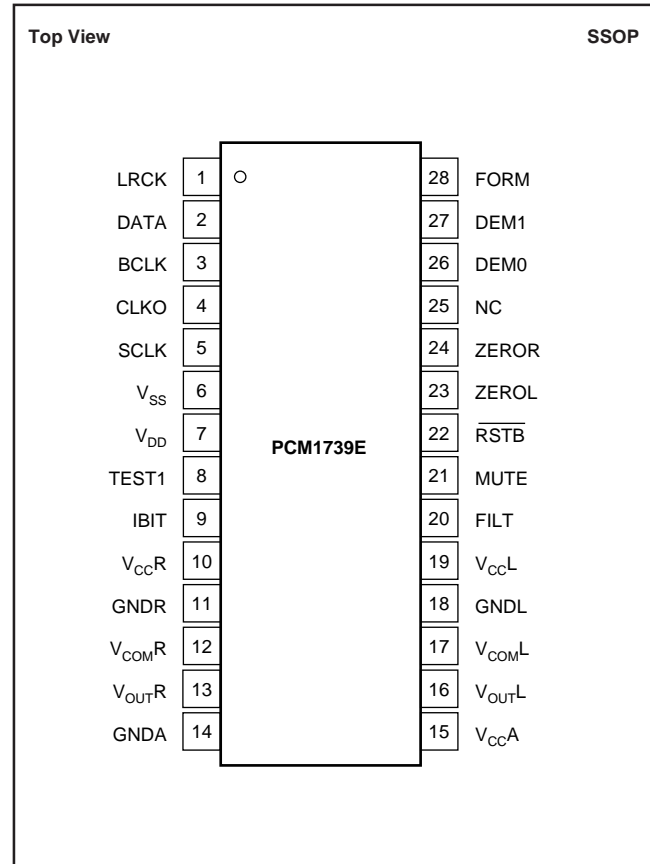 Top View SSOP
LRCK 1 28 FORM
DATA 2 27 DEM1
BCLK 3 26 DEM0
CLKO 4 25 NC
SCLK 5 24 ZEROR
VSS 6 23 ZEROL
VDD 7 22 RSTB
PCM1739E
TEST1 8 21 MUTE
IBIT 9 20 FILT
VCCR 10 19 VCCL
GNDR 11 18 GNDL
VCOMR 12 17 VCOML
VOUTR 13 16 VOUTL
GNDA 14 15 VCCA